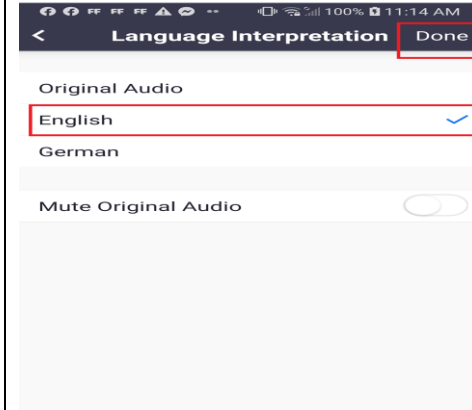 100% 11:14 AM
< Language Interpretation Done
Original Audio
English
German
Mute Original Audio